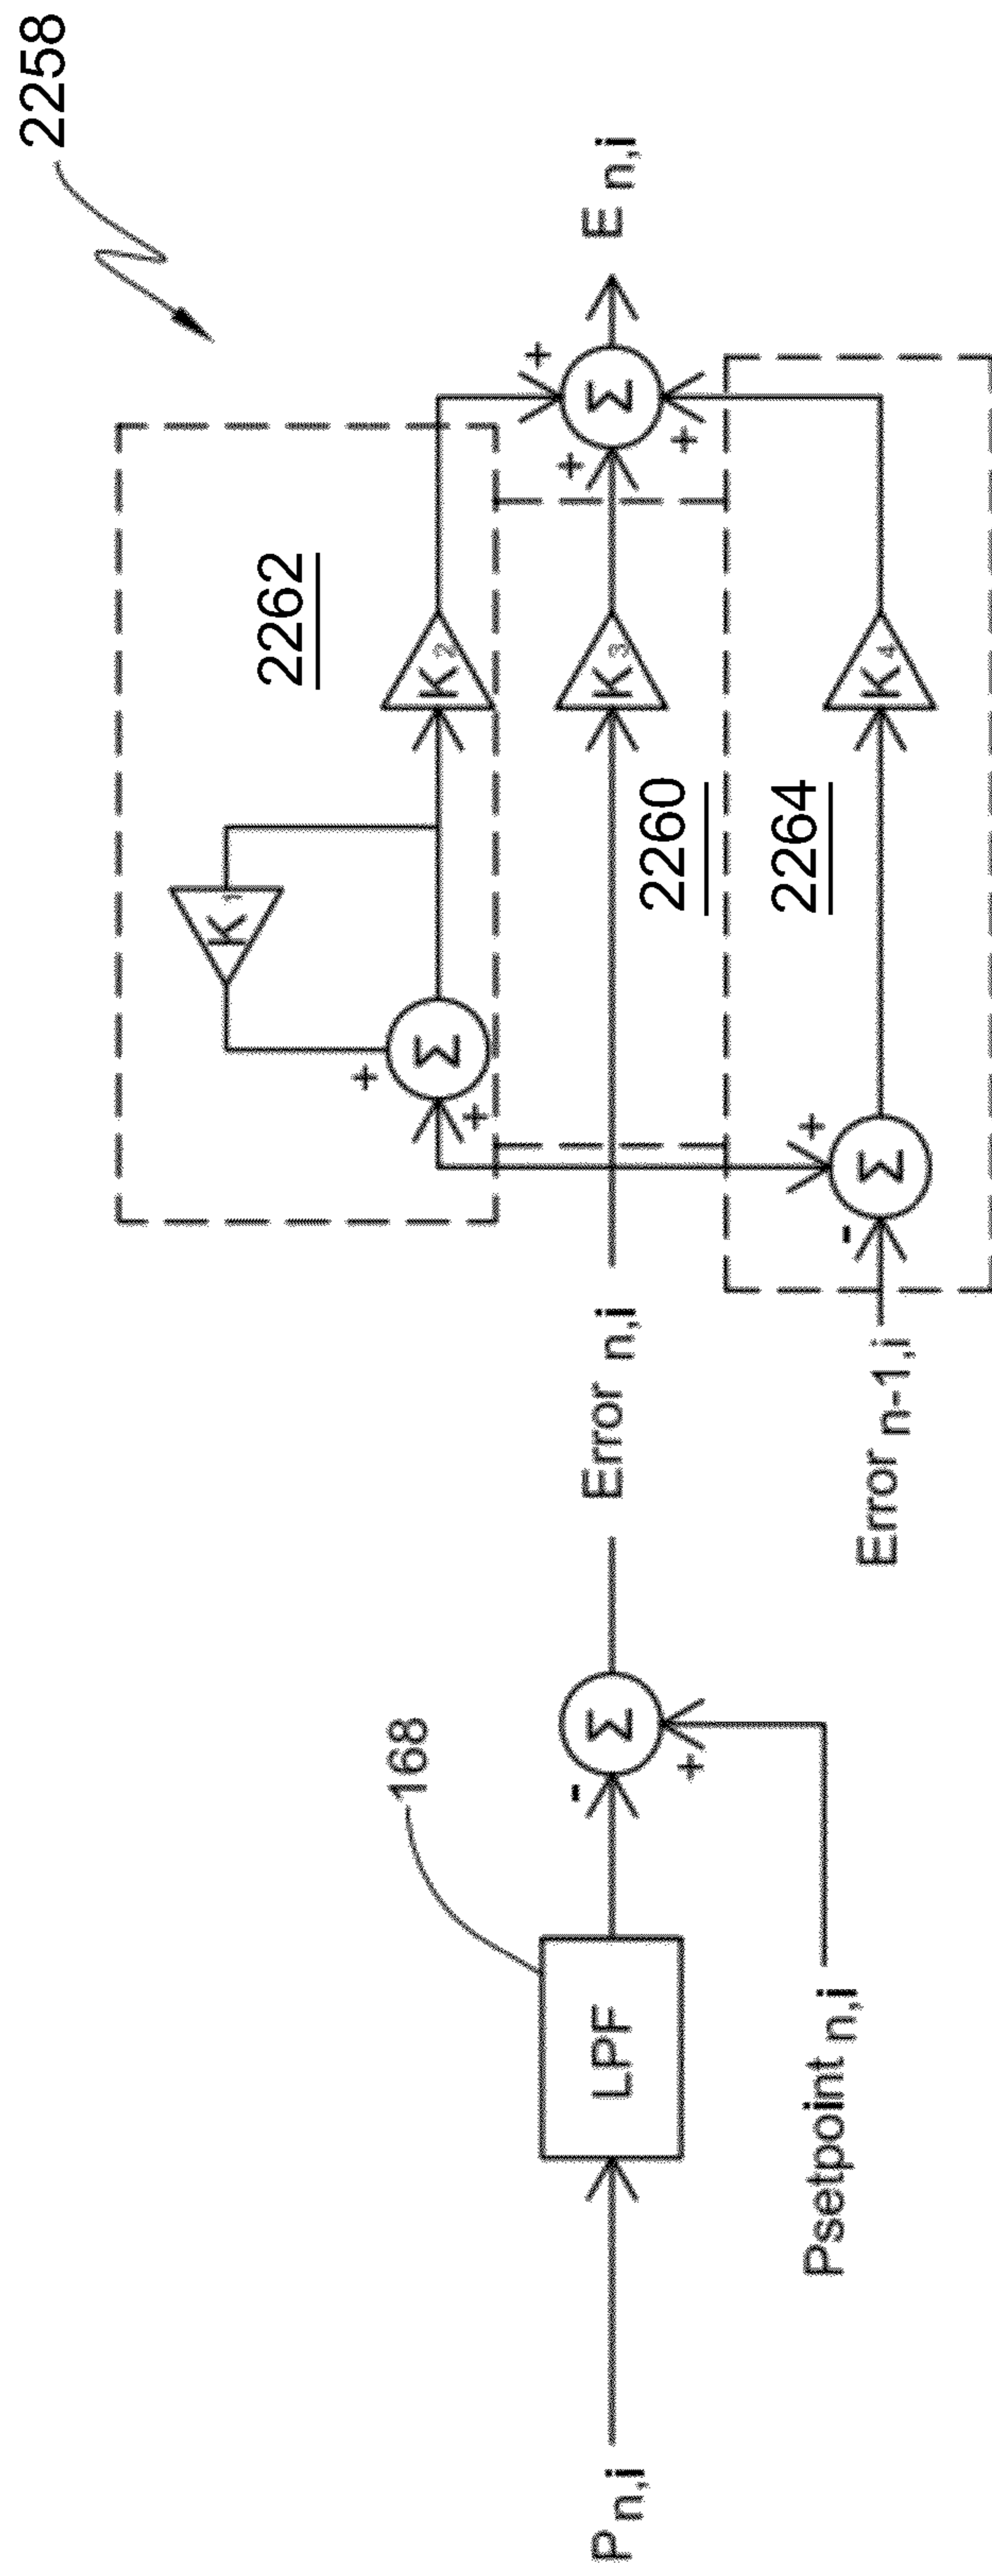 2258
2262
K1
Σ
+
+
K2
+
P n,i
LPF
168
-
Σ
+
Psetpoint n,i
Error n,i
K3
2260
+
Σ
+
E n,i
Error n-1,i
-
+
Σ
2264
K4